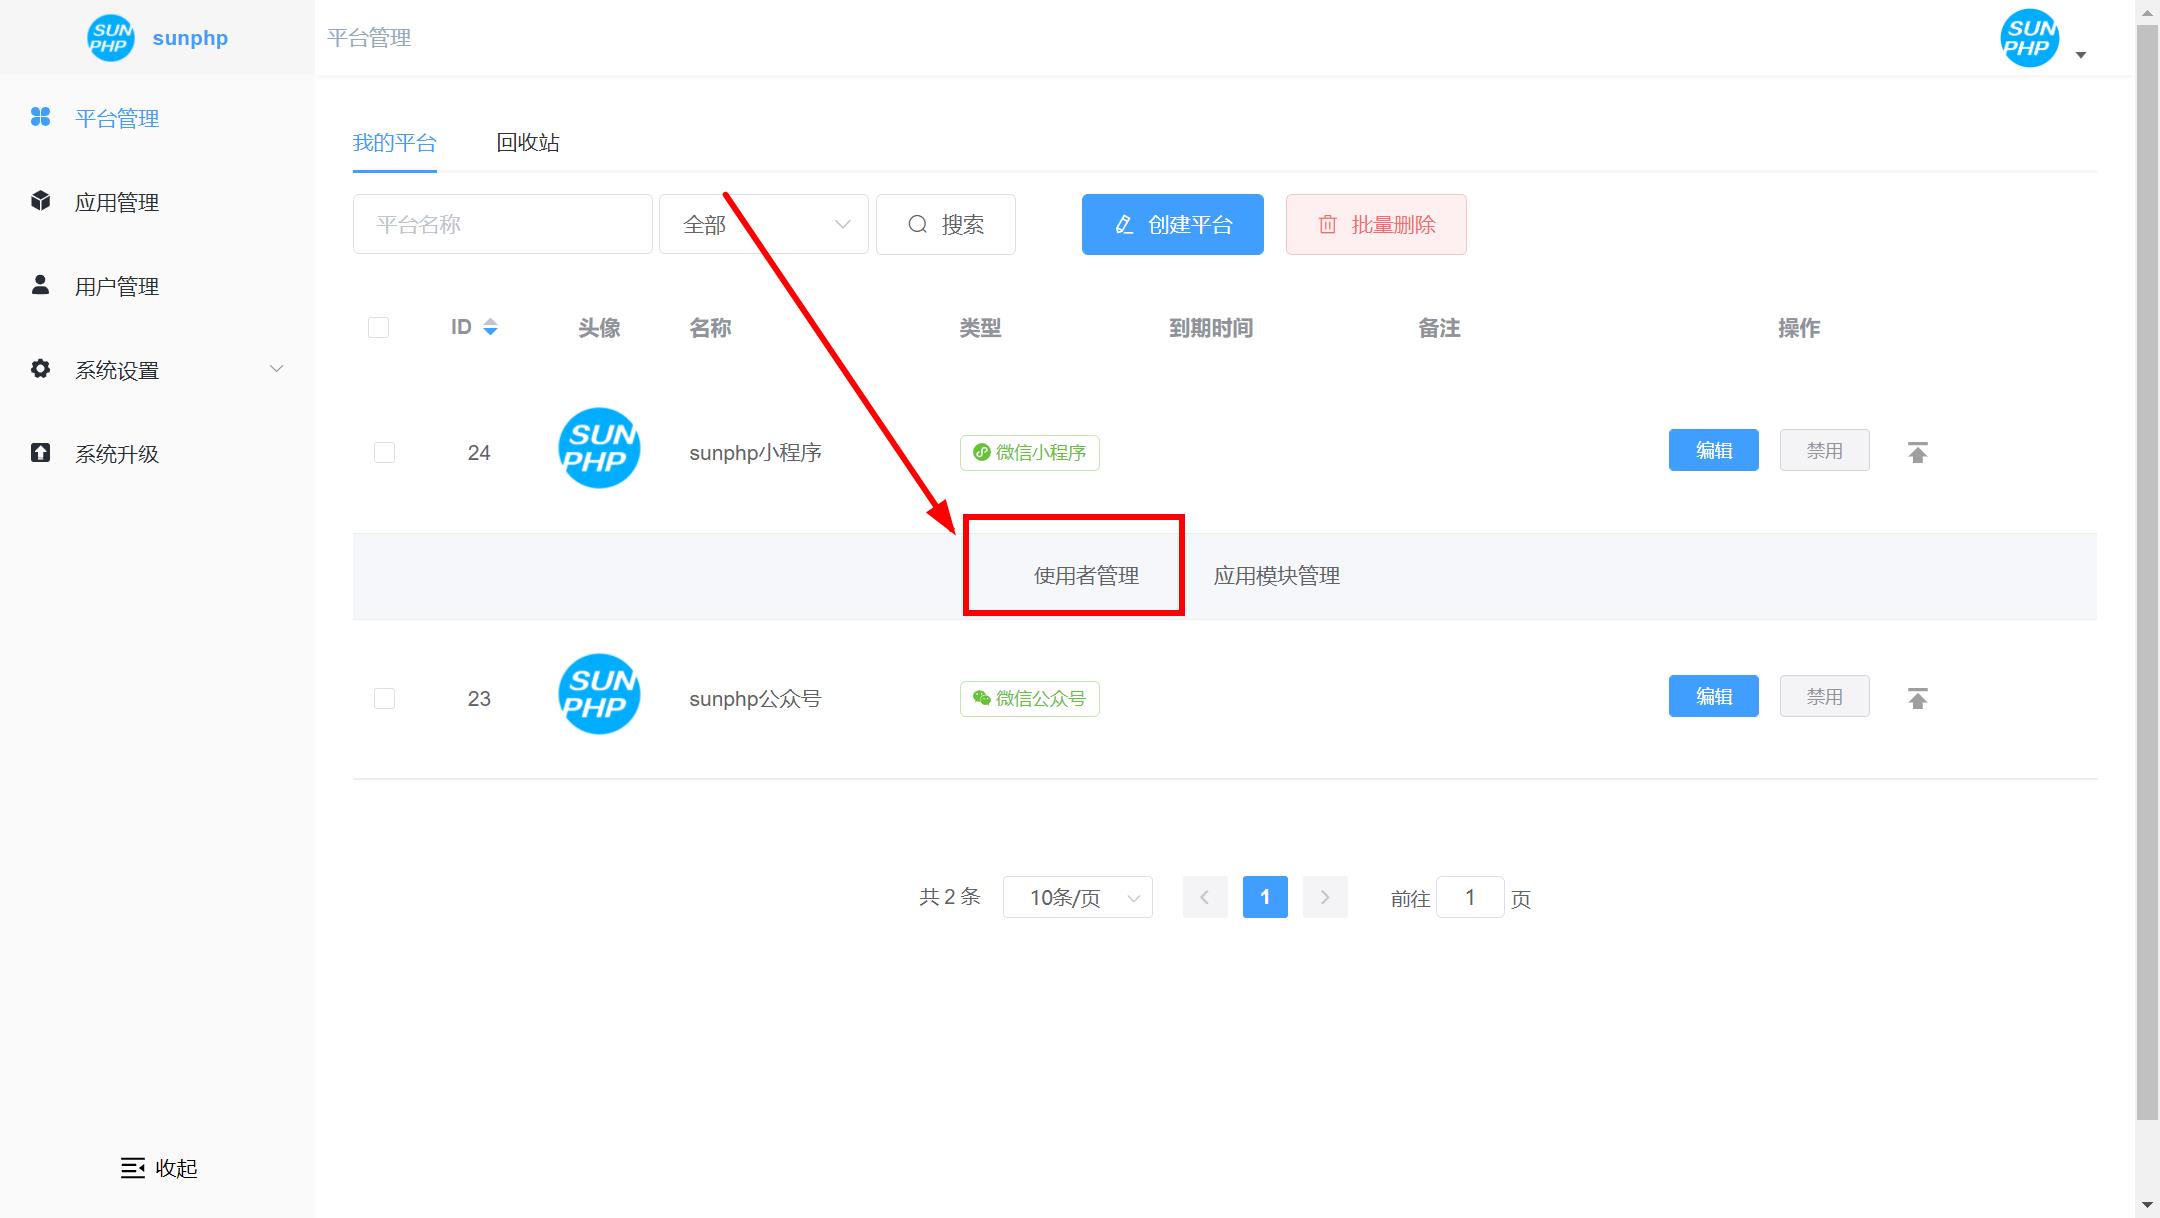 SUN PHP sunphp
平台管理
应用管理
用户管理
系统设置
系统升级
收起
平台管理
SUN PHP
我的平台 回收站
平台名称 全部 搜索 创建平台 批量删除
ID 头像 名称 类型 到期时间 备注 操作
24 SUN PHP sunphp小程序 微信小程序 编辑 禁用
使用者管理 应用模块管理
23 SUN PHP sunphp公众号 微信公众号 编辑 禁用
共 2 条 10条/页 1 前往 1 页